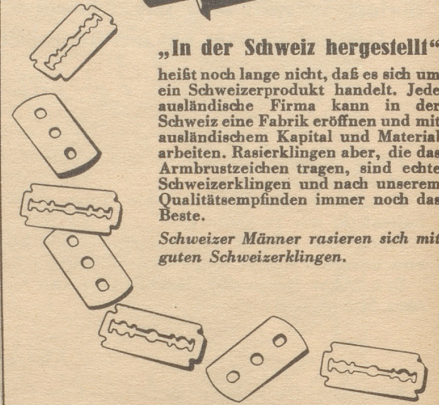 „In der Schweiz hergestellt“
heißt noch lange nicht, daß es sich um
ein Schweizerprodukt handelt. Jede
ausländische Firma kann in der
Schweiz eine Fabrik eröffnen und mit
ausländischem Kapital und Material
arbeiten. Rasierklingen aber, die das
Armbrustzeichen tragen, sind echte
Schweizerklingen und nach unserem
Qualitätsempfinden immer noch das
Beste.
Schweizer Männer rasieren sich mit
guten Schweizerklingen.